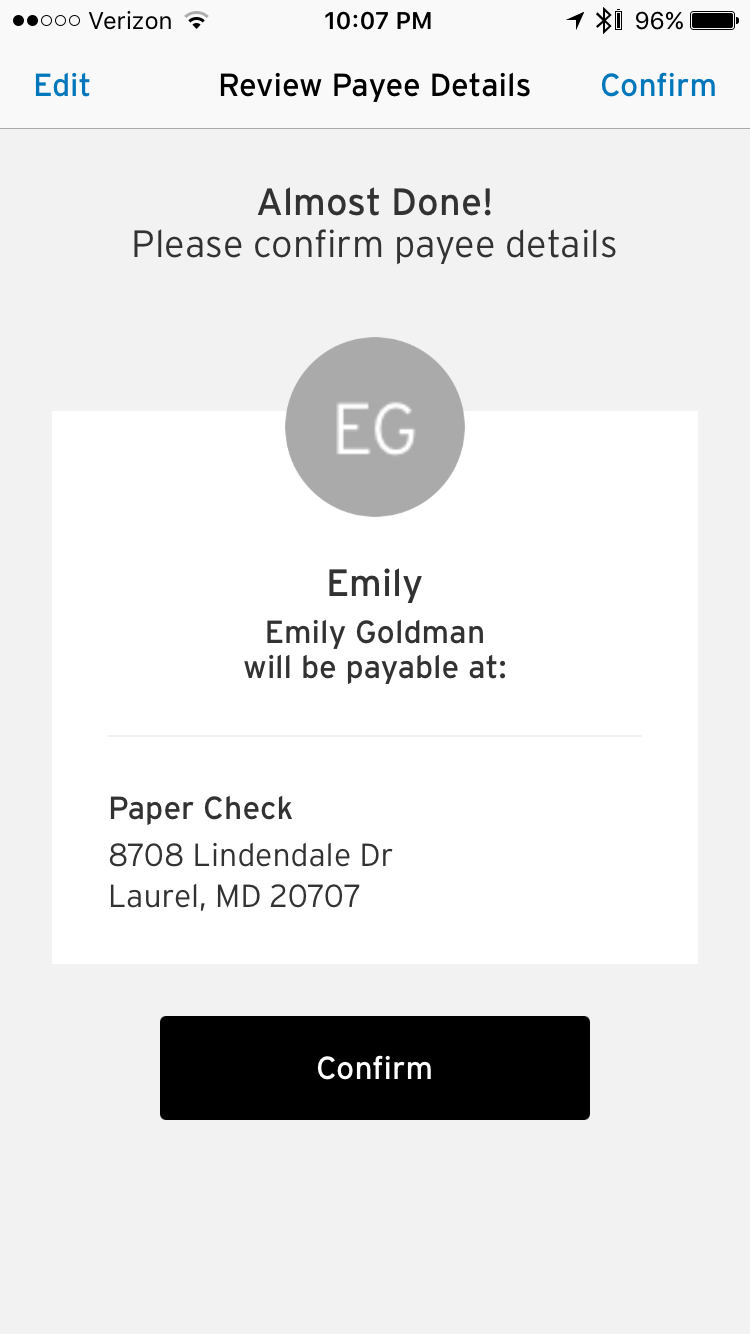 Verizon 10:07 PM 96%
Edit Review Payee Details Confirm
Almost Done!
Please confirm payee details
EG
Emily
Emily Goldman
will be payable at:
Paper Check
8708 Lindendale Dr
Laurel, MD 20707
Confirm